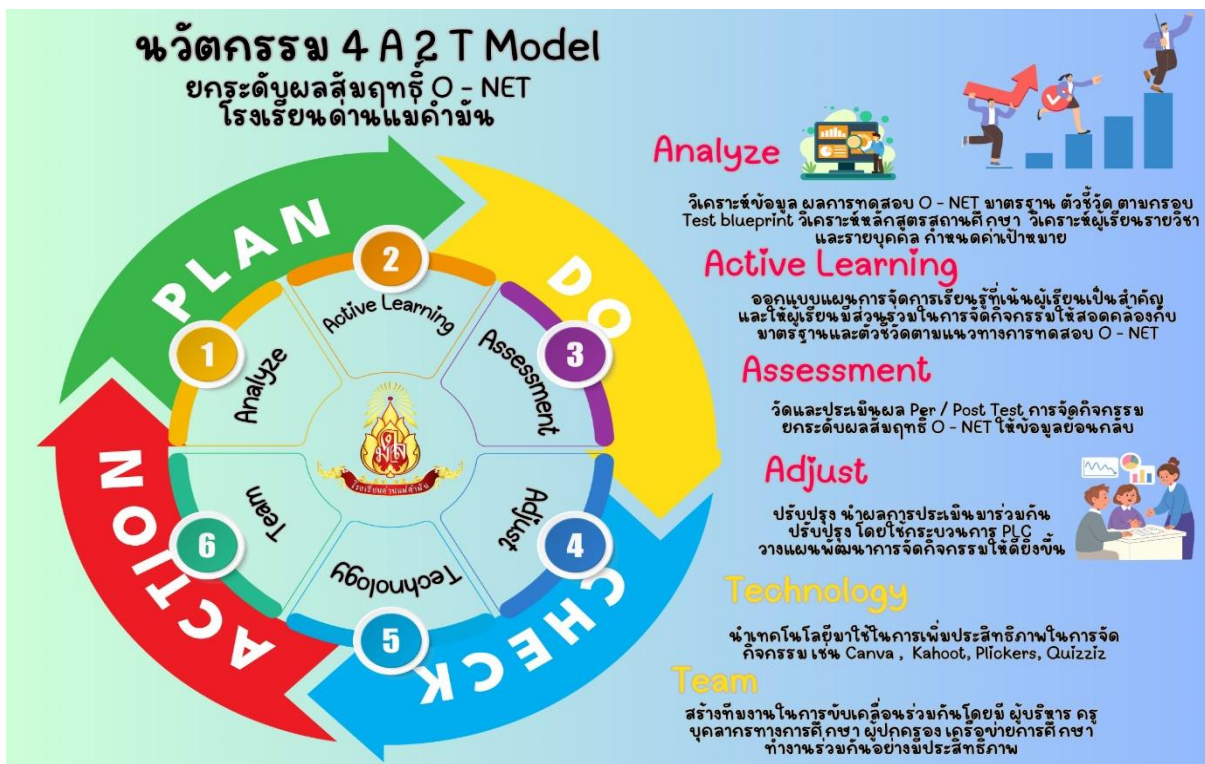 นวัตกรรม 4 A 2 T Model
ยกระดับผลสัมฤทธิ์ O - NET
โรงเรียนด่านแม่คำมัน
PLAN
DO
CHECK
ACTION
1
Analyze
2
Active Learning
3
Assessment
4
Adjust
5
Technology
6
Team
โรงเรียนด่านแม่คำมัน
Analyze
วิเคราะห์ข้อมูล ผลการทดสอบ O - NET มาตรฐาน ตัวชี้วัด ตามกรอบ
Test blueprint วิเคราะห์หลักสูตรสถานศึกษา วิเคราะห์ผู้เรียนรายวิชา
และรายบุคคล กำหนดค่าเป้าหมาย
Active Learning
ออกแบบแผนการจัดการเรียนรู้ที่เน้นผู้เรียนเป็นสำคัญ
และให้ผู้เรียนมีส่วนร่วมในการจัดกิจกรรมให้สอดคล้องกับ
มาตรฐานและตัวชี้วัดตามแนวทางการทดสอบ O - NET
Assessment
วัดและประเมินผล Per / Post Test การจัดกิจกรรม
ยกระดับผลสัมฤทธิ์ O - NET ให้ข้อมูลย้อนกลับ
Adjust
ปรับปรุง นำผลการประเมินมาร่วมกัน
ปรับปรุง โดยใช้กระบวนการ PLC
วางแผนพัฒนาการจัดกิจกรรมให้ดียิ่งขึ้น
Technology
นำเทคโนโลยีมาใช้ในการเพิ่มประสิทธิภาพในการจัด
กิจกรรม เช่น Canva , Kahoot, Plickers, Quizziz
Team
สร้างทีมงานในการขับเคลื่อนร่วมกันโดยมี ผู้บริหาร ครู
บุคลากรทางการศึกษา ผู้ปกครอง เครือข่ายการศึกษา
ทำงานร่วมกันอย่างมีประสิทธิภาพ